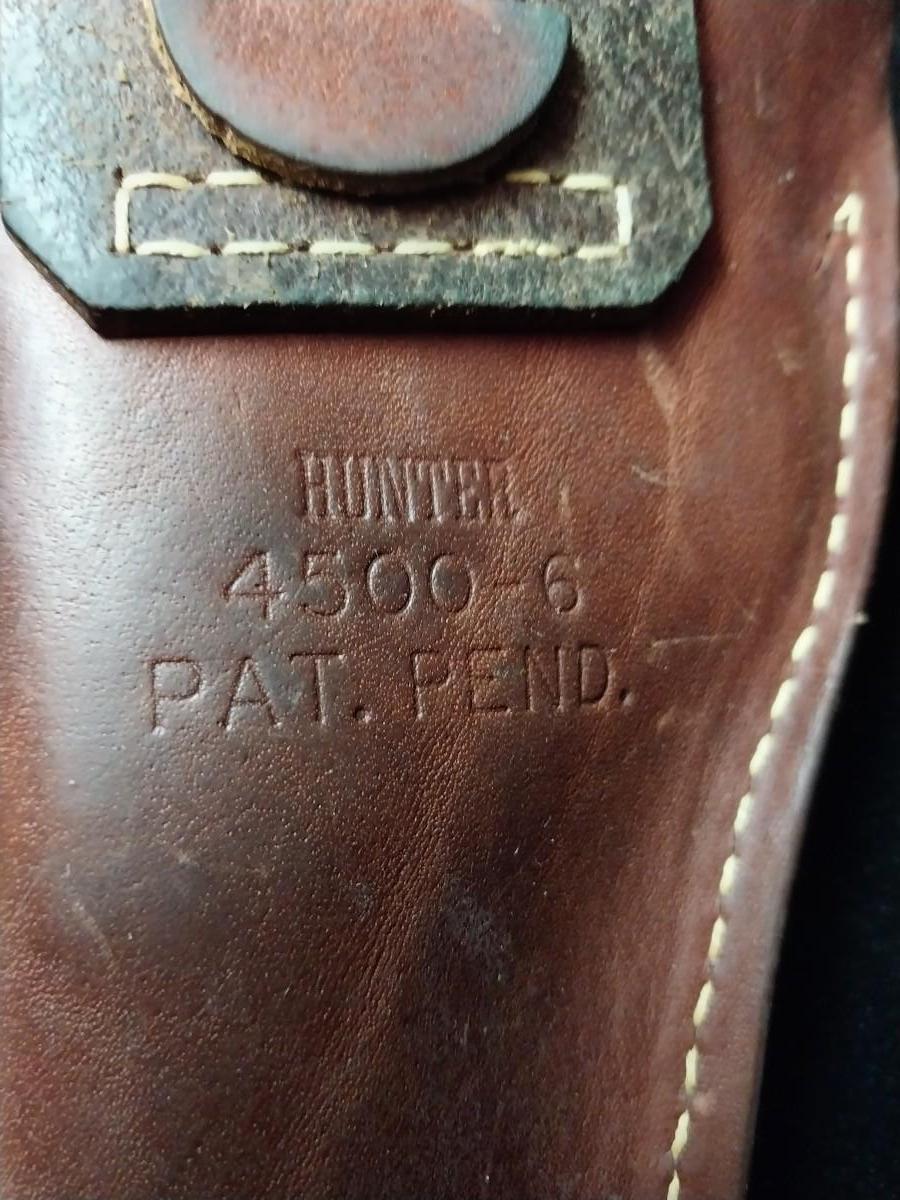 HUNTER
4500-6
PAT. PEND.